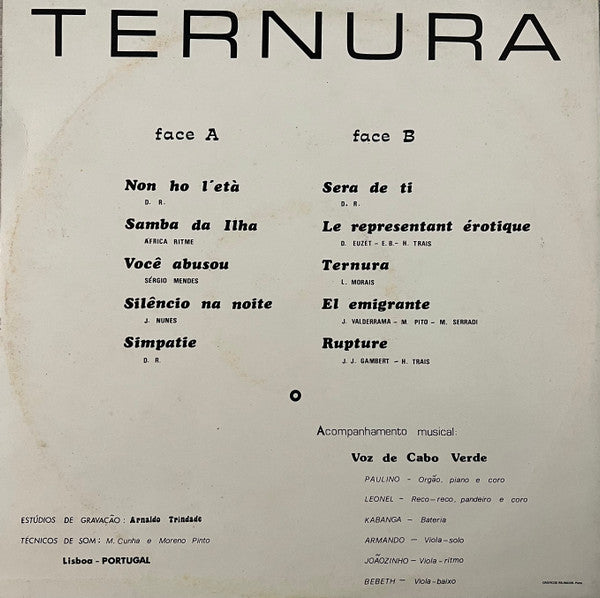 TERNURA
face A
Non ho l'età
D. R.
Samba da Ilha
ÁFRICA RITME
Você abusou
SÉRGIO MENDES
Silêncio na noite
J. NUNES
Simpatie
D. R.
face B
Sera de ti
D. R.
Le representant érotique
D. EUZÉT – E. B. – H. TRAIS
Ternura
L. MORAIS
El emigrante
J. VALDERRAMA – M. PITO – M. SERRADI
Rupture
J. J. GAMBERT – H. TRAIS
Acompanhamento musical:
Voz de Cabo Verde
PAULINO – Orgão, piano e coro
LEONEL – Reco-reco, pandeiro e coro
KABANGA – Bateria
ARMANDO – Viola-solo
JOÃOZINHO – Viola-ritmo
BEBETH – Viola-baixo
ESTÚDIOS DE GRAVAÇÃO: Arnaldo Trindade
TÉCNICOS DE SOM: M. Cunha e Moreno Pinto
Lisboa – PORTUGAL